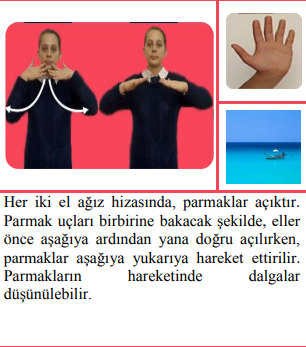 Her iki el ağız hizasında, parmaklar açıktır.
Parmak uçları birbirine bakacak şekilde, eller
önce aşağıya ardından yana doğru açılırken,
parmaklar aşağıya yukarıya hareket ettirilir.
Parmakların hareketinde dalgalar
düşünülebilir.